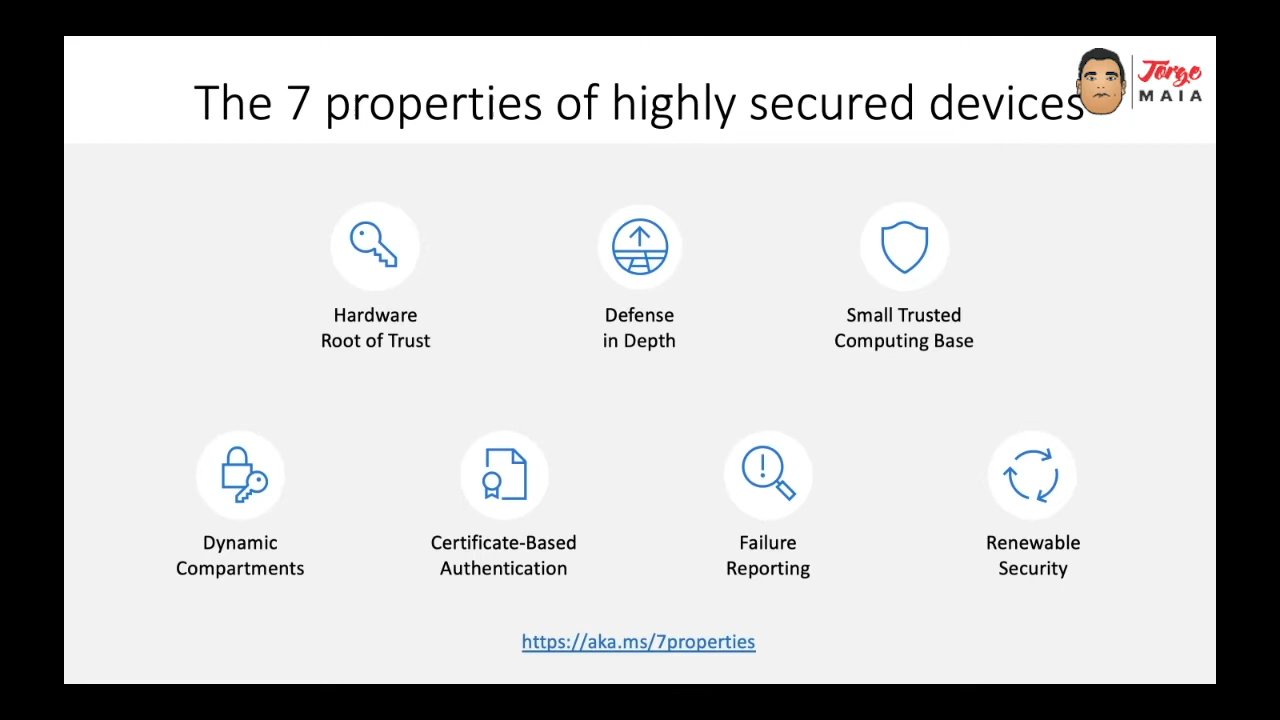 The 7 properties of highly secured devices
Jorge
MAIA
Hardware
Root of Trust
Defense
in Depth
Small Trusted
Computing Base
Dynamic
Compartments
Certificate-Based
Authentication
Failure
Reporting
Renewable
Security
https://aka.ms/7properties